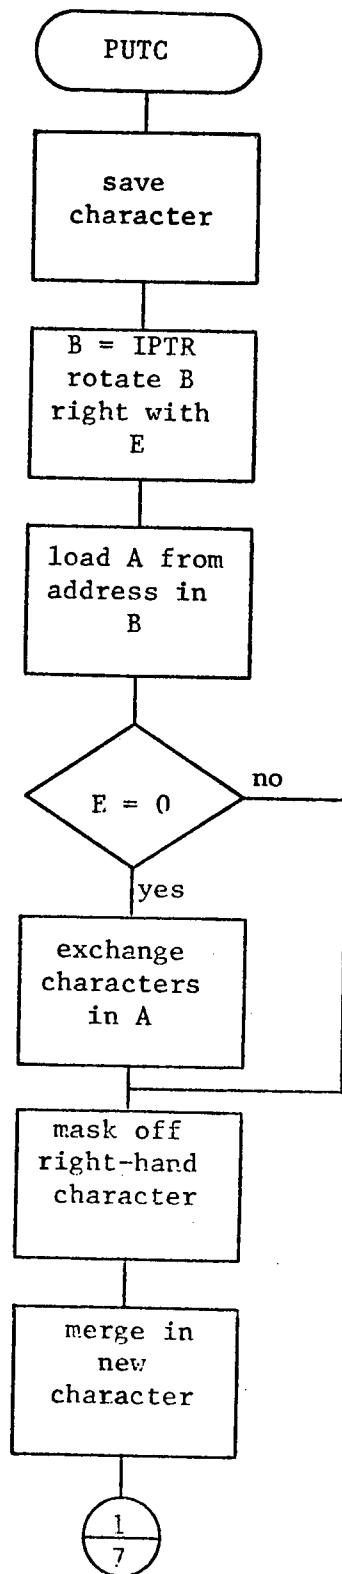 PUTC
save
character
B = IPTR
rotate B
right with
E
load A from
address in
B
E = 0
no
yes
exchange
characters
in A
mask off
right-hand
character
merge in
new
character
1
7